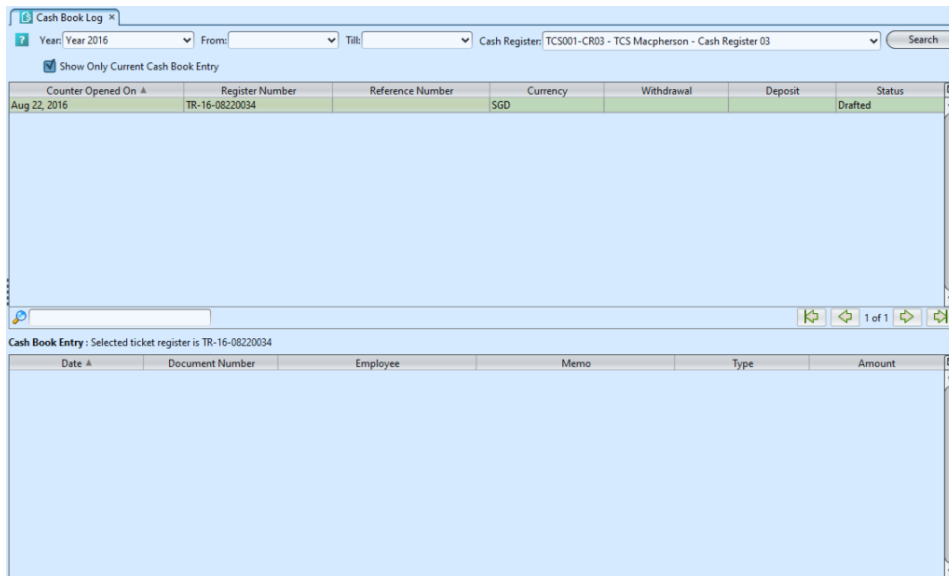 Cash Book Log ×
? Year: Year 2016 From: Till: Cash Register: TCS001-CR03 - TCS Macpherson - Cash Register 03 Search
Show Only Current Cash Book Entry
Counter Opened On Register Number Reference Number Currency Withdrawal Deposit Status
Aug 22, 2016 TR-16-08220034 SGD Drafted
1 of 1
Cash Book Entry : Selected ticket register is TR-16-08220034
Date Document Number Employee Memo Type Amount